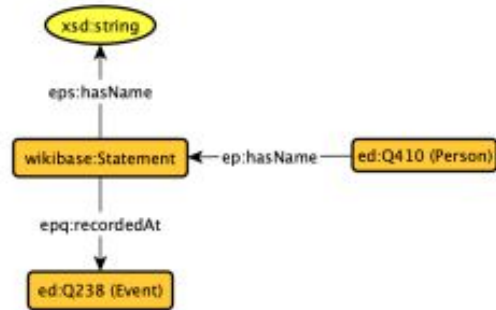 xsd:string
eps:hasName
wikibase:Statement
ep:hasName
ed:Q410 (Person)
epq:recordedAt
ed:Q238 (Event)